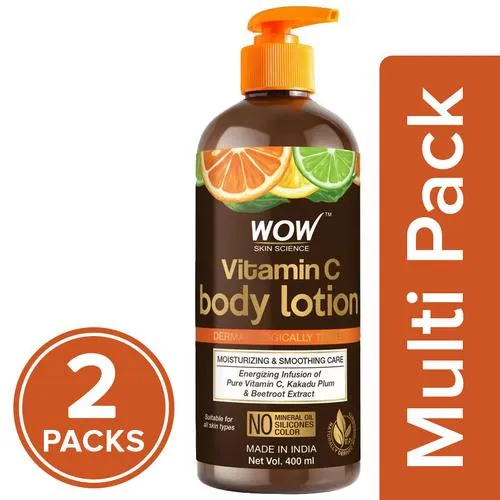 WOW™
SKIN SCIENCE
Vitamin C
body lotion
MOISTURIZING & SMOOTHING CARE
Energizing Infusion of
Pure Vitamin C, Kakadu Plum
& Beetroot Extract
Suitable for
all skin types
NO MINERAL OIL
SILICONES
COLOR
MADE IN INDIA
Net Vol. 400 ml
2
PACKS
Multi Pack